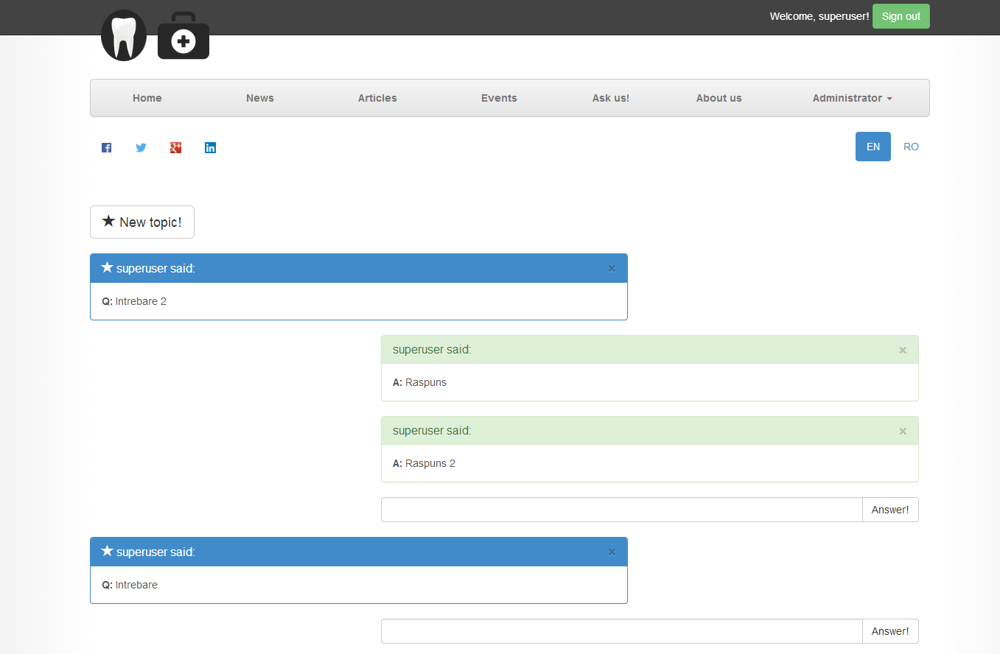 Welcome, superuser! Sign out
Home News Articles Events Ask us! About us Administrator
EN RO
★ New topic!
★ superuser said: ×
Q: Intrebare 2
superuser said: ×
A: Raspuns
superuser said: ×
A: Raspuns 2
Answer!
★ superuser said: ×
Q: Intrebare
Answer!